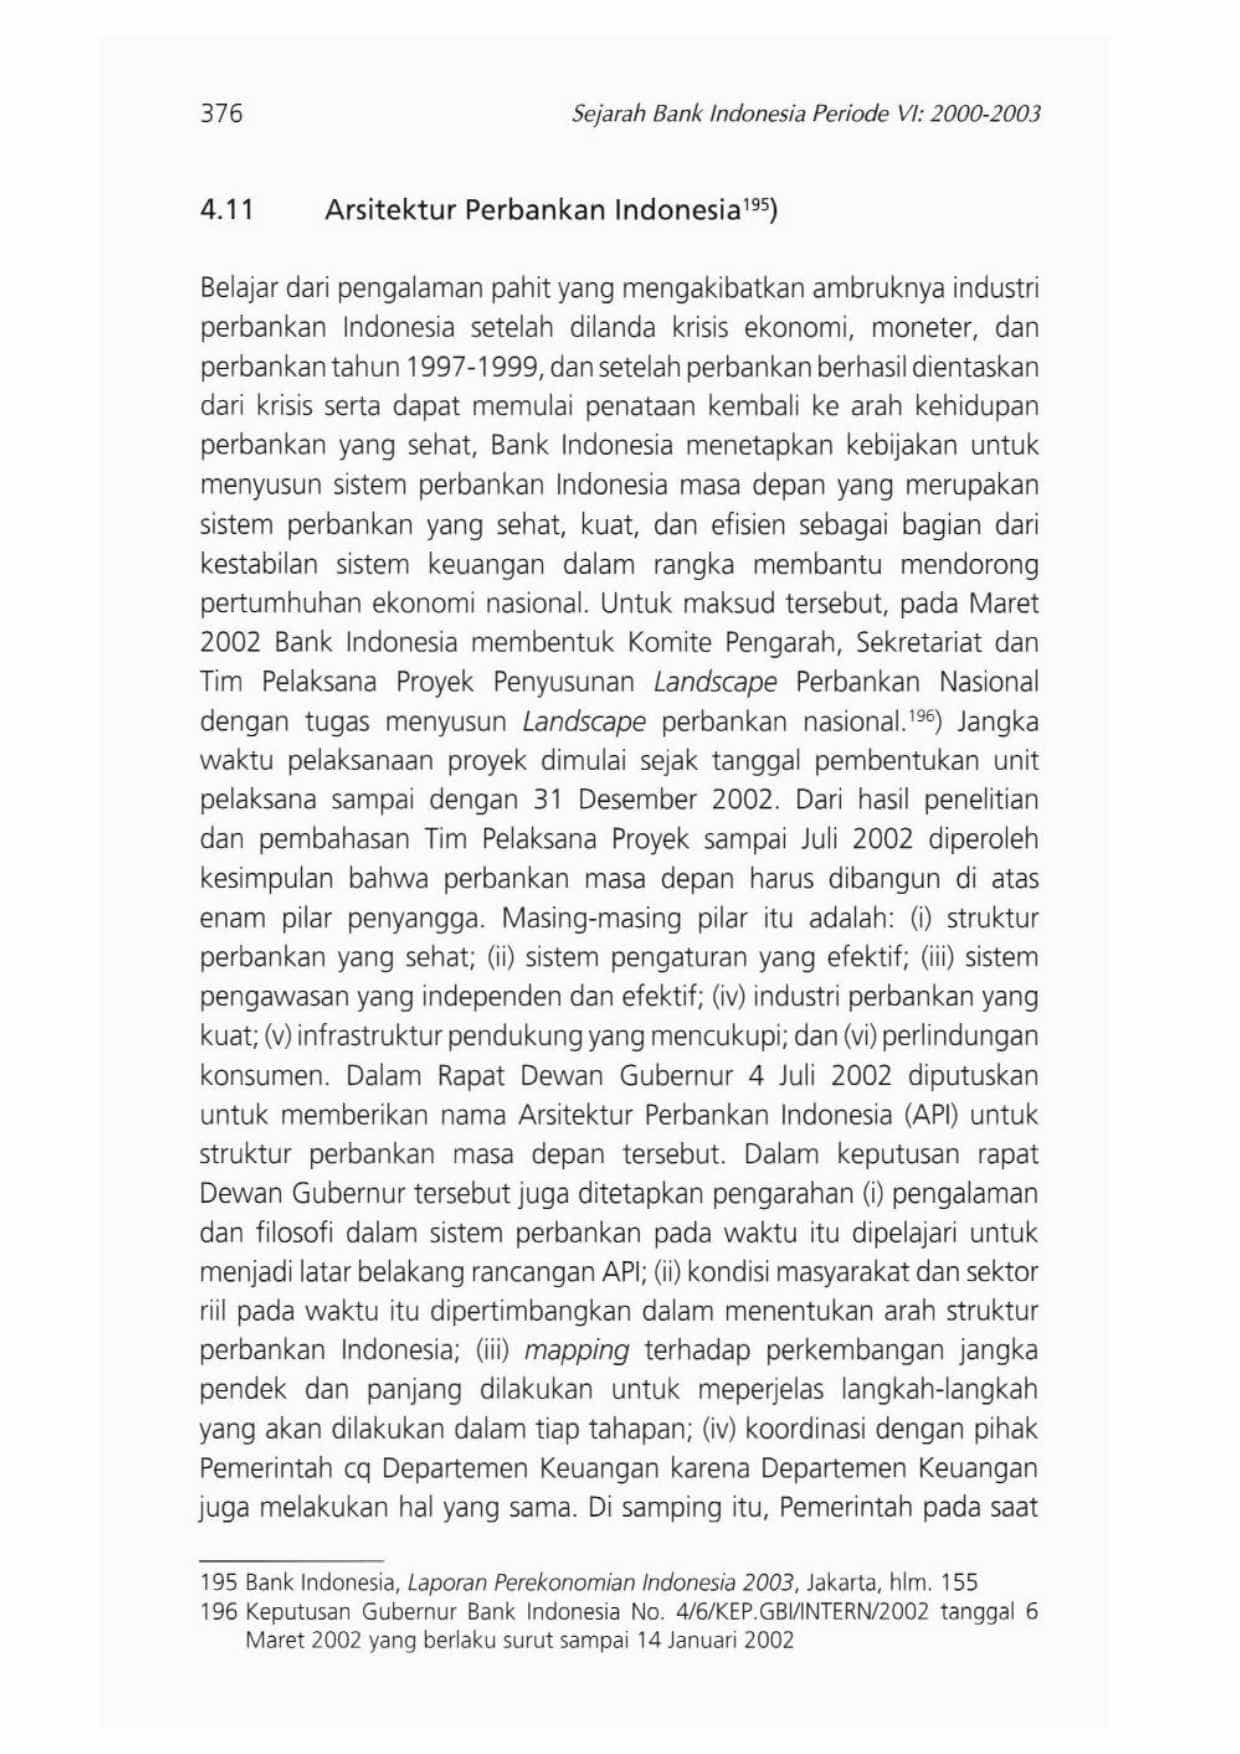 376 Sejarah Bank Indonesia Periode VI: 2000-2003
4.11 Arsitektur Perbankan Indonesia¹⁹⁵)
Belajar dari pengalaman pahit yang mengakibatkan ambruknya industri
perbankan Indonesia setelah dilanda krisis ekonomi, moneter, dan
perbankan tahun 1997-1999, dan setelah perbankan berhasil dientaskan
dari krisis serta dapat memulai penataan kembali ke arah kehidupan
perbankan yang sehat, Bank Indonesia menetapkan kebijakan untuk
menyusun sistem perbankan Indonesia masa depan yang merupakan
sistem perbankan yang sehat, kuat, dan efisien sebagai bagian dari
kestabilan sistem keuangan dalam rangka membantu mendorong
pertumhuhan ekonomi nasional. Untuk maksud tersebut, pada Maret
2002 Bank Indonesia membentuk Komite Pengarah, Sekretariat dan
Tim Pelaksana Proyek Penyusunan Landscape Perbankan Nasional
dengan tugas menyusun Landscape perbankan nasional.¹⁹⁶) Jangka
waktu pelaksanaan proyek dimulai sejak tanggal pembentukan unit
pelaksana sampai dengan 31 Desember 2002. Dari hasil penelitian
dan pembahasan Tim Pelaksana Proyek sampai Juli 2002 diperoleh
kesimpulan bahwa perbankan masa depan harus dibangun di atas
enam pilar penyangga. Masing-masing pilar itu adalah: (i) struktur
perbankan yang sehat; (ii) sistem pengaturan yang efektif; (iii) sistem
pengawasan yang independen dan efektif; (iv) industri perbankan yang
kuat; (v) infrastruktur pendukung yang mencukupi; dan (vi) perlindungan
konsumen. Dalam Rapat Dewan Gubernur 4 Juli 2002 diputuskan
untuk memberikan nama Arsitektur Perbankan Indonesia (API) untuk
struktur perbankan masa depan tersebut. Dalam keputusan rapat
Dewan Gubernur tersebut juga ditetapkan pengarahan (i) pengalaman
dan filosofi dalam sistem perbankan pada waktu itu dipelajari untuk
menjadi latar belakang rancangan API; (ii) kondisi masyarakat dan sektor
riil pada waktu itu dipertimbangkan dalam menentukan arah struktur
perbankan Indonesia; (iii) mapping terhadap perkembangan jangka
pendek dan panjang dilakukan untuk meperjelas langkah-langkah
yang akan dilakukan dalam tiap tahapan; (iv) koordinasi dengan pihak
Pemerintah cq Departemen Keuangan karena Departemen Keuangan
juga melakukan hal yang sama. Di samping itu, Pemerintah pada saat
195 Bank Indonesia, Laporan Perekonomian Indonesia 2003, Jakarta, hlm. 155
196 Keputusan Gubernur Bank Indonesia No. 4/6/KEP.GBI/INTERN/2002 tanggal 6
Maret 2002 yang berlaku surut sampai 14 Januari 2002